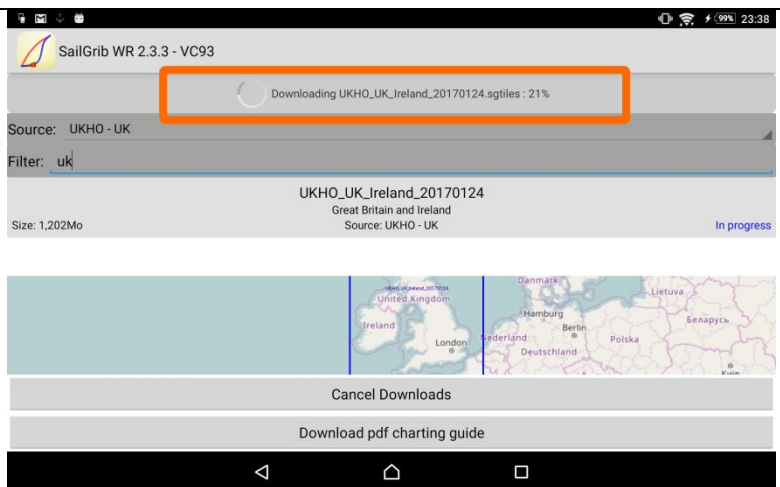 99% 23:38
SailGrib WR 2.3.3 - VC93
Downloading UKHO_UK_Ireland_20170124.sgtiles : 21%
Source: UKHO - UK
Filter: uk
UKHO_UK_Ireland_20170124
Great Britain and Ireland
Size: 1,202Mo
Source: UKHO - UK
In progress
UKHO_UK_Ireland_20170124
Danmark
United Kingdom
Lietuva
Ireland
Hamburg
Беларусь
London
Nederland
Berlin
Polska
Deutschland
Cancel Downloads
Download pdf charting guide